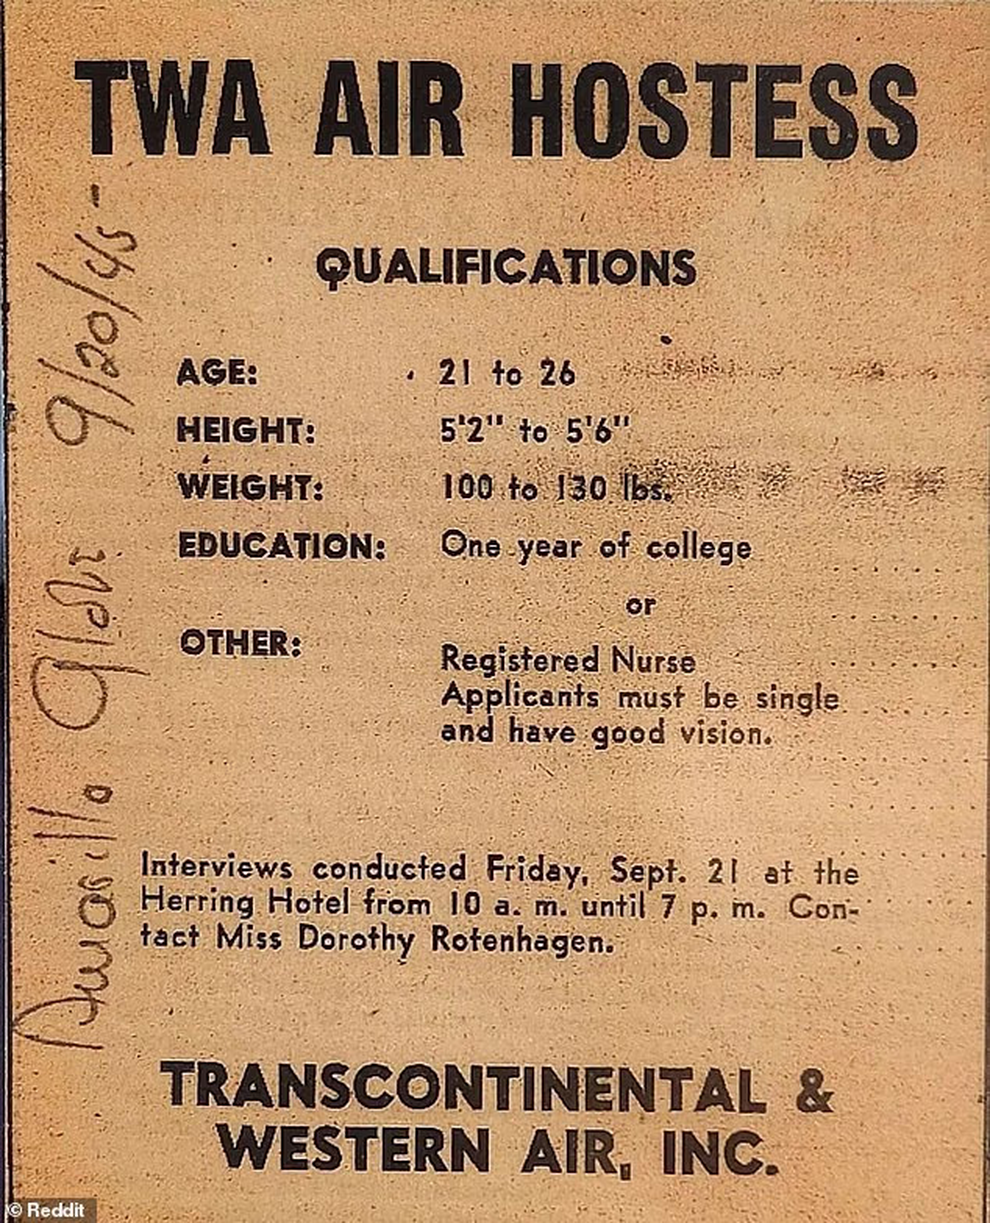 TWA AIR HOSTESS
QUALIFICATIONS
AGE: 21 to 26
HEIGHT: 5'2" to 5'6"
WEIGHT: 100 to 130 lbs.
EDUCATION: One year of college
or
OTHER:
Registered Nurse
Applicants must be single
and have good vision.
Interviews conducted Friday, Sept. 21 at the
Herring Hotel from 10 a. m. until 7 p. m. Con-
tact Miss Dorothy Rotenhagen.
TRANSCONTINENTAL &
WESTERN AIR, INC.
Amarillo Globe 9/20/45-
© Reddit